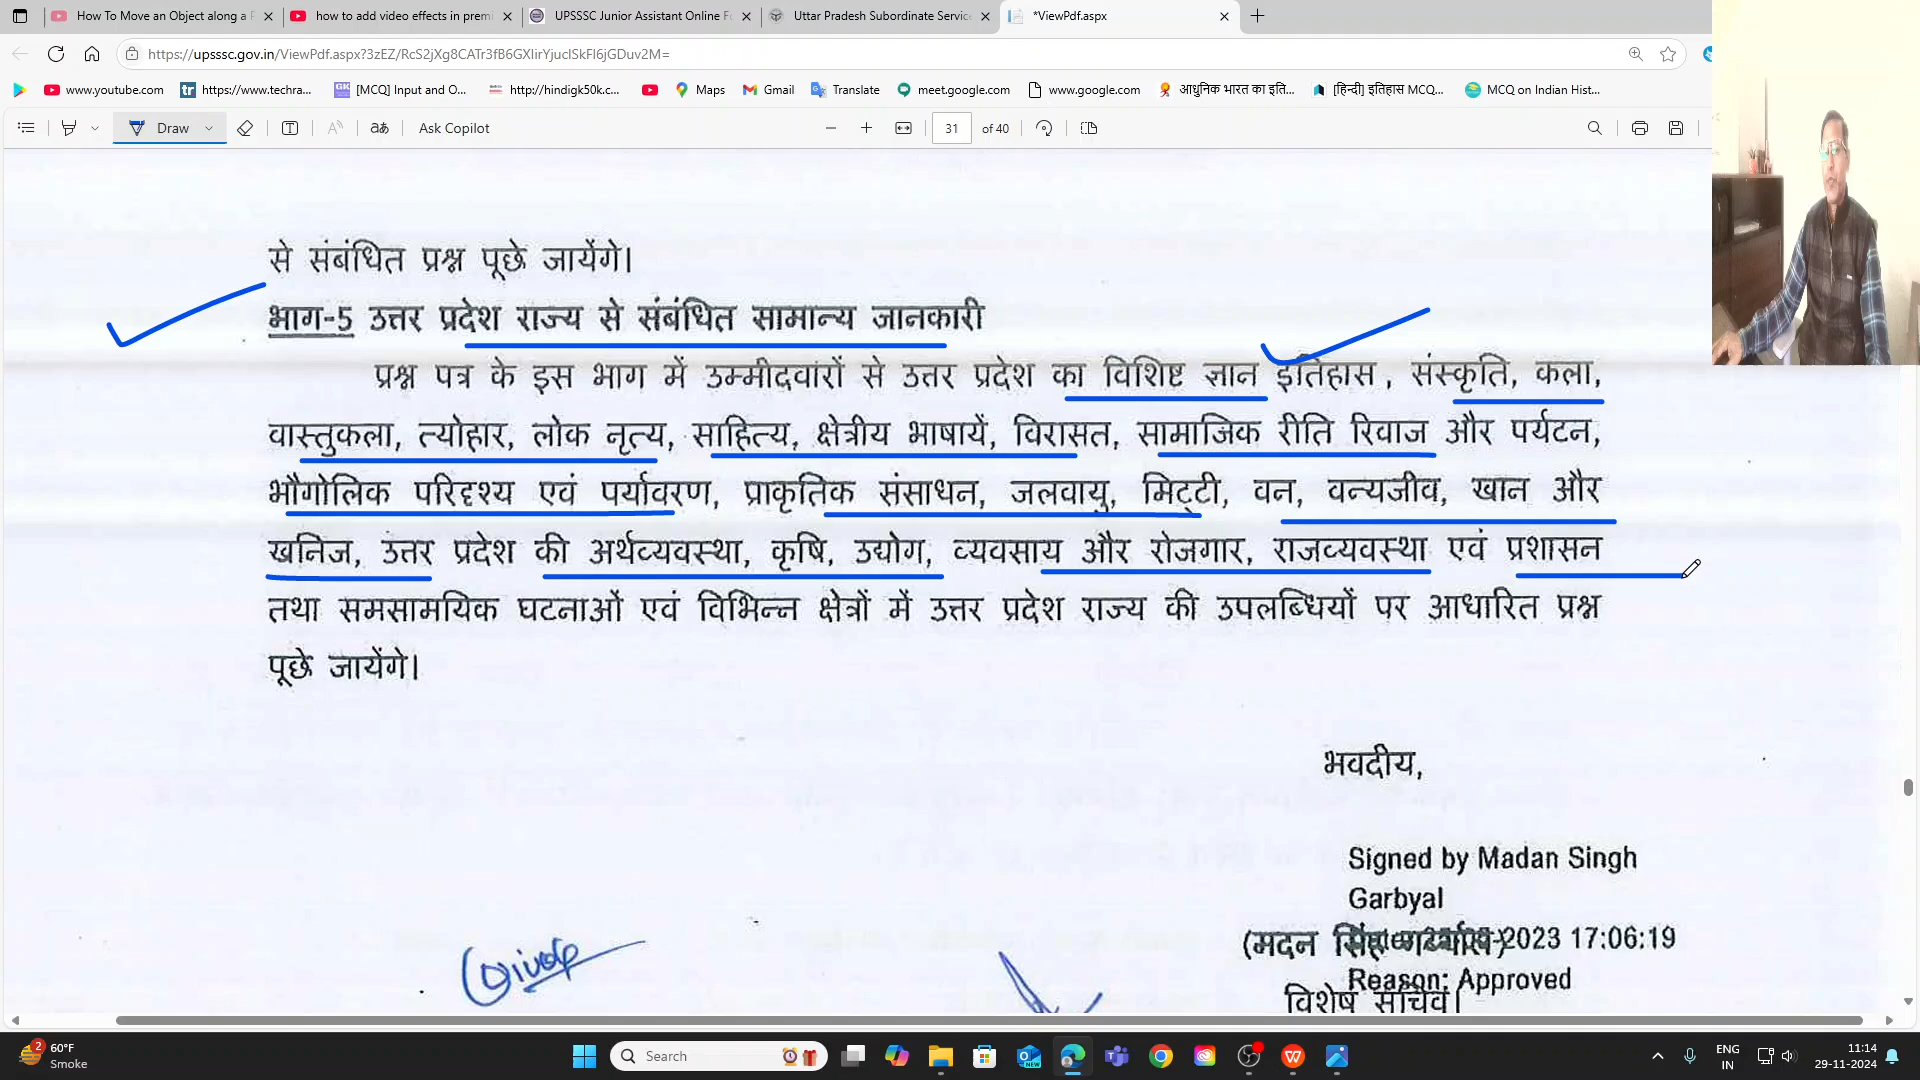 How To Move an Object along a P
how to add video effects in premi
UPSSSC Junior Assistant Online Fo
Uttar Pradesh Subordinate Service
*ViewPdf.aspx
https://upsssc.gov.in/ViewPdf.aspx?3zEZ/RcS2jXg8CATr3fB6GXlirYjuclSkFl6jGDuv2M=
www.youtube.com
https://www.techra...
[MCQ] Input and O...
http://hindigk50k.c...
Maps
Gmail
Translate
meet.google.com
www.google.com
आधुनिक भारत का इति...
[हिन्दी] इतिहास MCQ...
MCQ on Indian Hist...
Draw
Ask Copilot
31 of 40
से संबंधित प्रश्न पूछे जायेंगे।
भाग-5 उत्तर प्रदेश राज्य से संबंधित सामान्य जानकारी
प्रश्न पत्र के इस भाग में उम्मीदवारों से उत्तर प्रदेश का विशिष्ट ज्ञान इतिहास, संस्कृति, कला,
वास्तुकला, त्योहार, लोक नृत्य, साहित्य, क्षेत्रीय भाषायें, विरासत, सामाजिक रीति रिवाज और पर्यटन,
भौगोलिक परिदृश्य एवं पर्यावरण, प्राकृतिक संसाधन, जलवायु, मिट्टी, वन, वन्यजीव, खान और
खनिज, उत्तर प्रदेश की अर्थव्यवस्था, कृषि, उद्योग, व्यवसाय और रोजगार, राजव्यवस्था एवं प्रशासन
तथा समसामयिक घटनाओं एवं विभिन्न क्षेत्रों में उत्तर प्रदेश राज्य की उपलब्धियों पर आधारित प्रश्न
पूछे जायेंगे।
भवदीय,
Signed by Madan Singh
Garbyal
(मदन सिंह 2023 17:06:19
Reason: Approved
विशेष सचिव।
2
60°F
Smoke
Search
ENG
IN
11:14
29-11-2024